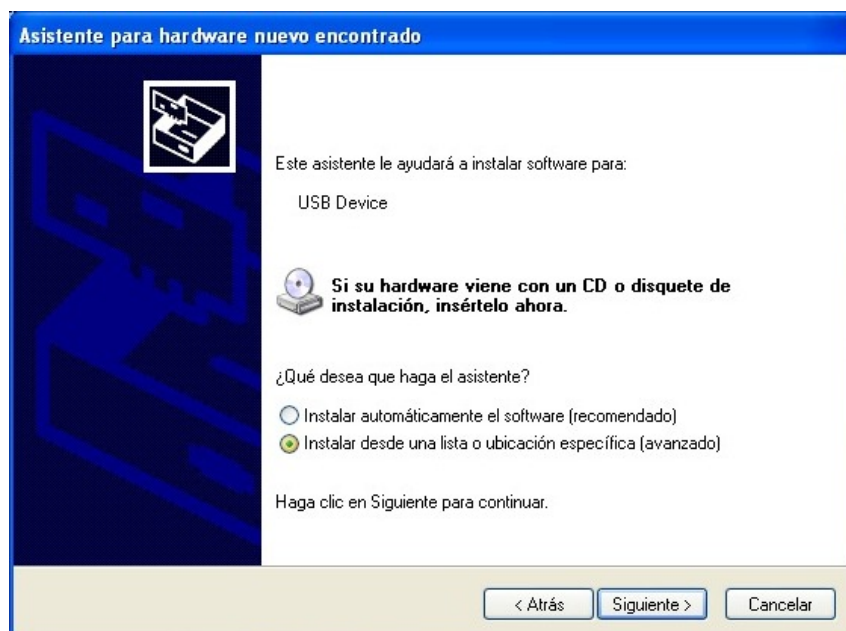 Asistente para hardware nuevo encontrado
Este asistente le ayudará a instalar software para:
USB Device
Si su hardware viene con un CD o disquete de
instalación, insértelo ahora.
¿Qué desea que haga el asistente?
Instalar automáticamente el software (recomendado)
Instalar desde una lista o ubicación específica (avanzado)
Haga clic en Siguiente para continuar.
< Atrás Siguiente > Cancelar